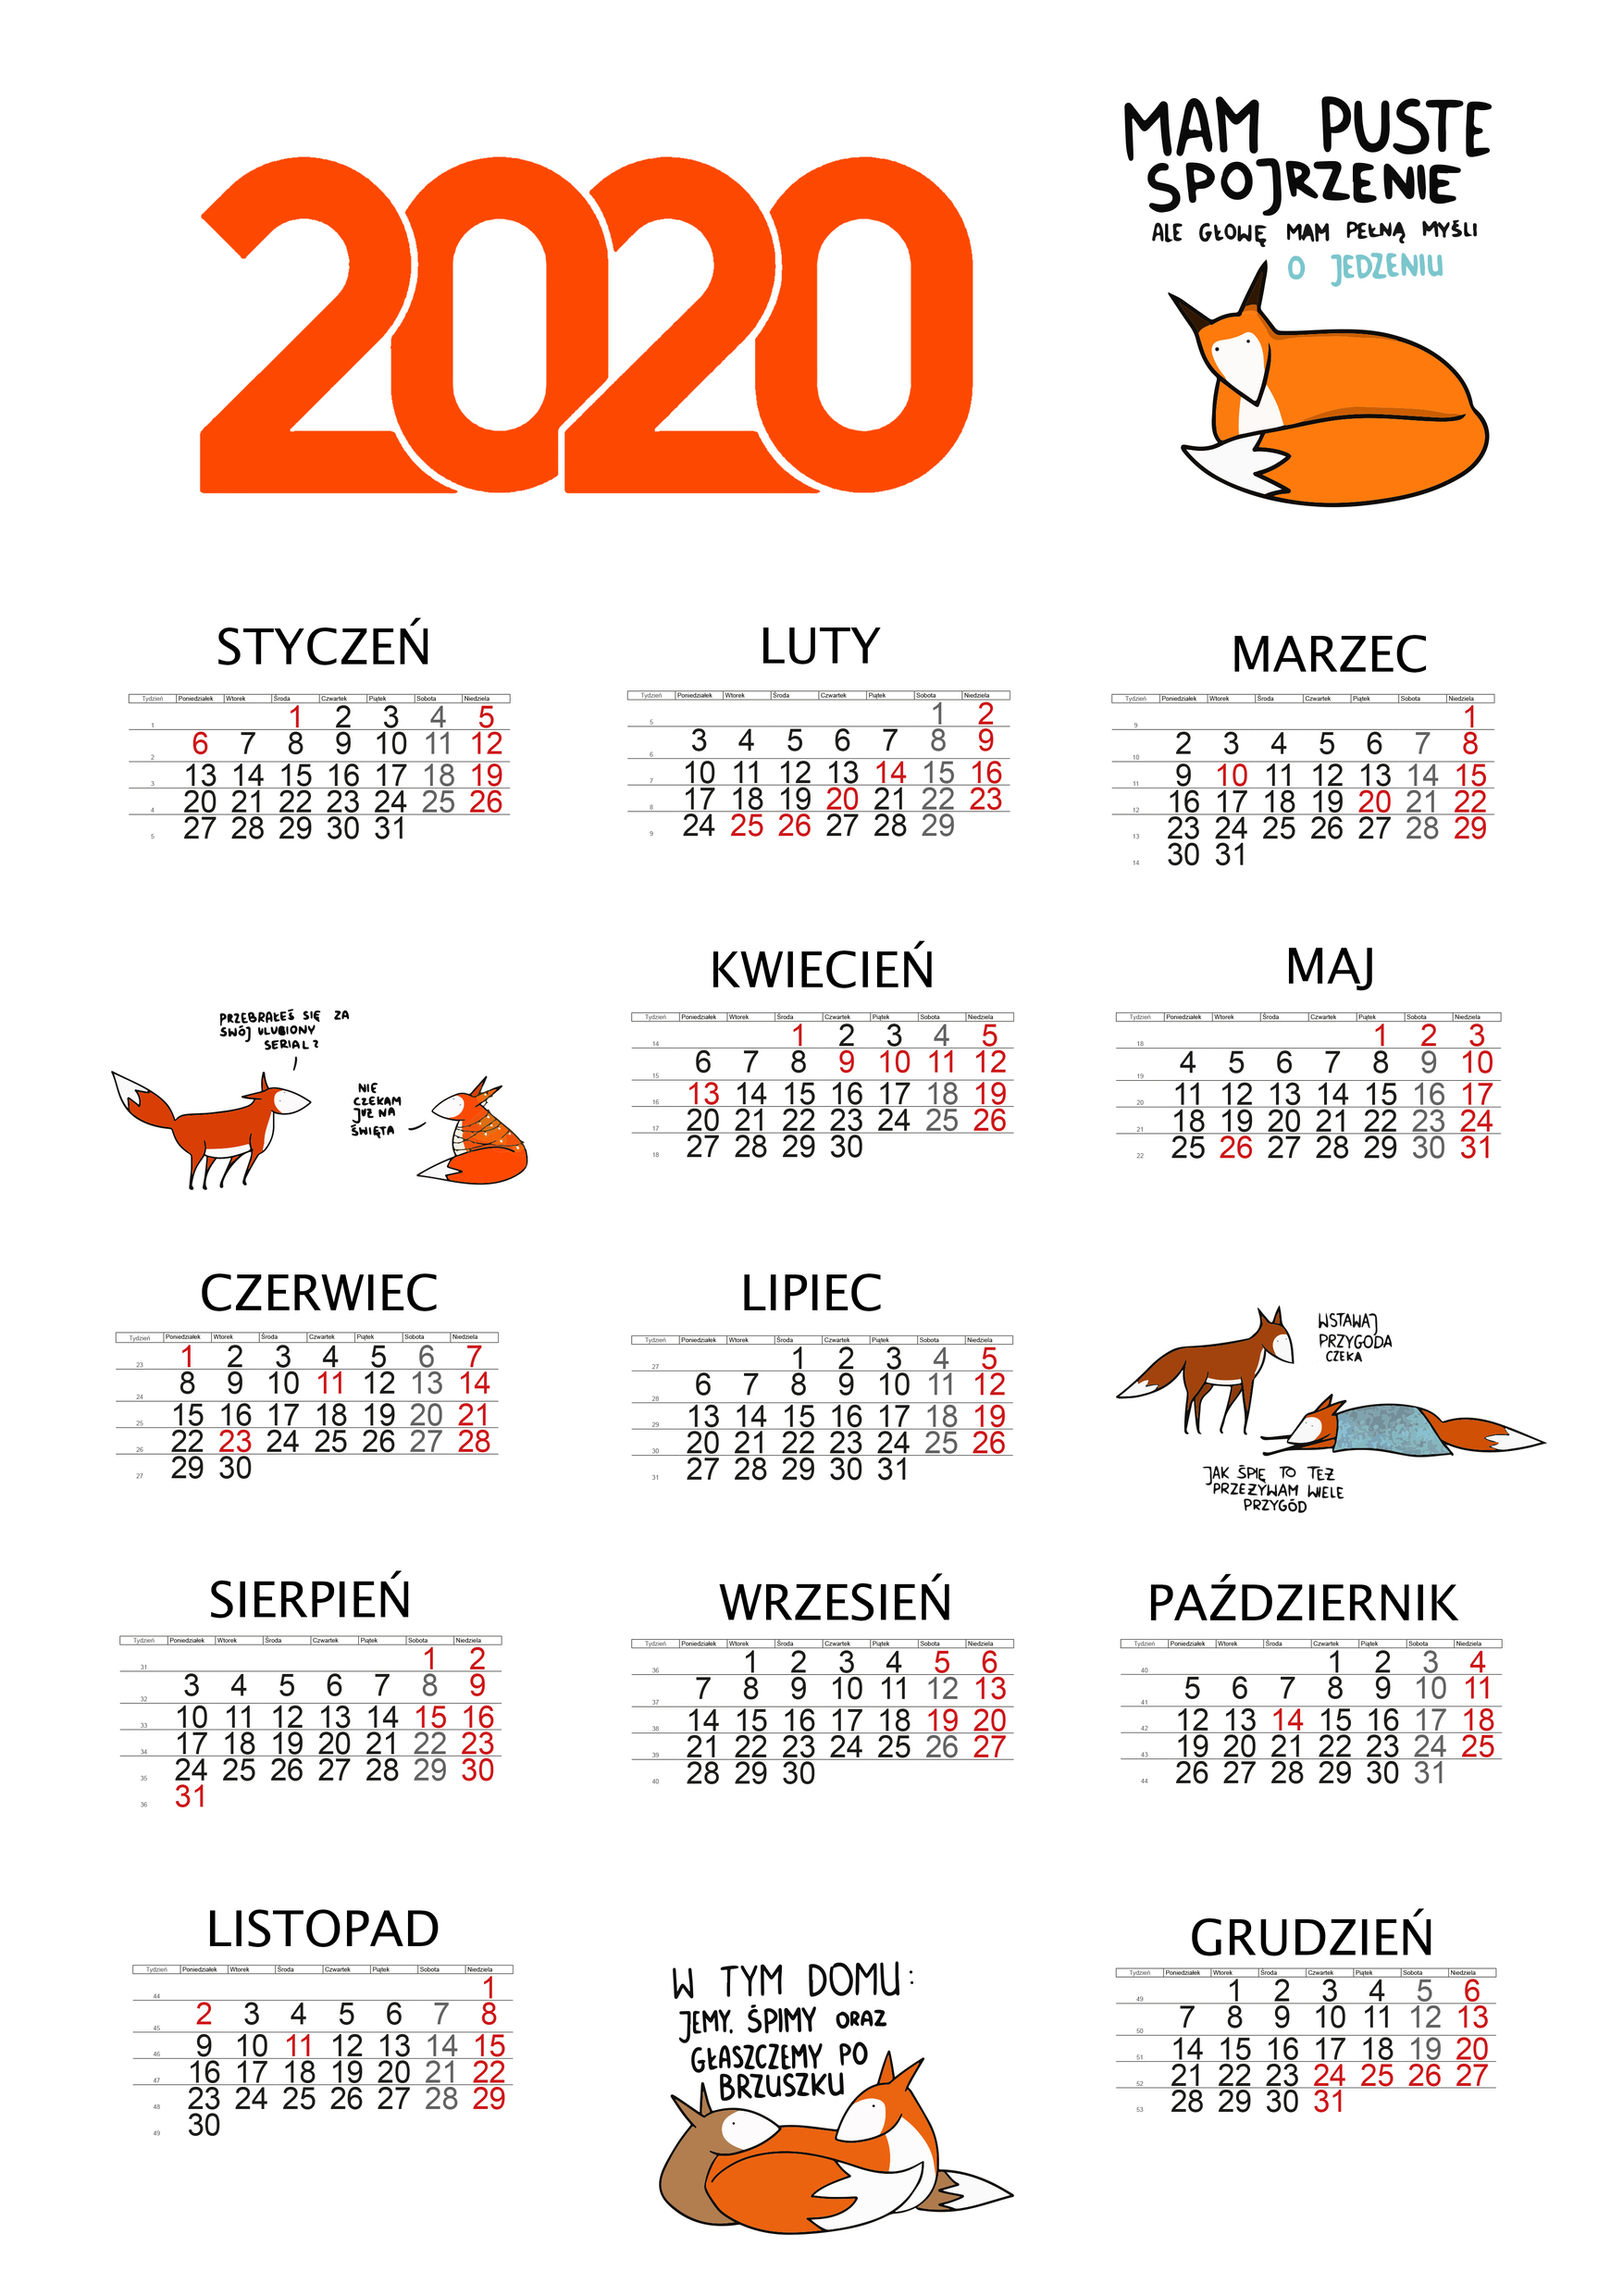 2020
MAM PUSTE
SPOJRZENIE
ALE GŁOWĘ MAM PEŁNĄ MYŚLI
O JEDZENIU
STYCZEŃ
Tydzień Poniedziałek Wtorek Środa Czwartek Piątek Sobota Niedziela
1 1 2 3 4 5
2 6 7 8 9 10 11 12
3 13 14 15 16 17 18 19
4 20 21 22 23 24 25 26
5 27 28 29 30 31
LUTY
Tydzień Poniedziałek Wtorek Środa Czwartek Piątek Sobota Niedziela
5 1 2
6 3 4 5 6 7 8 9
7 10 11 12 13 14 15 16
8 17 18 19 20 21 22 23
9 24 25 26 27 28 29
MARZEC
Tydzień Poniedziałek Wtorek Środa Czwartek Piątek Sobota Niedziela
9 1
10 2 3 4 5 6 7 8
11 9 10 11 12 13 14 15
12 16 17 18 19 20 21 22
13 23 24 25 26 27 28 29
14 30 31
PRZEBRAŁEŚ SIĘ ZA
SWÓJ ULUBIONY
SERIAL?
NIE
CZEKAM
JUŻ NA
ŚWIĘTA
KWIECIEŃ
Tydzień Poniedziałek Wtorek Środa Czwartek Piątek Sobota Niedziela
14 1 2 3 4 5
15 6 7 8 9 10 11 12
16 13 14 15 16 17 18 19
17 20 21 22 23 24 25 26
18 27 28 29 30
MAJ
Tydzień Poniedziałek Wtorek Środa Czwartek Piątek Sobota Niedziela
18 1 2 3
19 4 5 6 7 8 9 10
20 11 12 13 14 15 16 17
21 18 19 20 21 22 23 24
22 25 26 27 28 29 30 31
CZERWIEC
Tydzień Poniedziałek Wtorek Środa Czwartek Piątek Sobota Niedziela
23 1 2 3 4 5 6 7
24 8 9 10 11 12 13 14
25 15 16 17 18 19 20 21
26 22 23 24 25 26 27 28
27 29 30
LIPIEC
Tydzień Poniedziałek Wtorek Środa Czwartek Piątek Sobota Niedziela
27 1 2 3 4 5
28 6 7 8 9 10 11 12
29 13 14 15 16 17 18 19
30 20 21 22 23 24 25 26
31 27 28 29 30 31
WSTAWAJ
PRZYGODA
CZEKA
JAK ŚPIĘ TO TEŻ
PRZEŻYWAM WIELE
PRZYGÓD
SIERPIEŃ
Tydzień Poniedziałek Wtorek Środa Czwartek Piątek Sobota Niedziela
31 1 2
32 3 4 5 6 7 8 9
33 10 11 12 13 14 15 16
34 17 18 19 20 21 22 23
35 24 25 26 27 28 29 30
36 31
WRZESIEŃ
Tydzień Poniedziałek Wtorek Środa Czwartek Piątek Sobota Niedziela
36 1 2 3 4 5 6
37 7 8 9 10 11 12 13
38 14 15 16 17 18 19 20
39 21 22 23 24 25 26 27
40 28 29 30
PAŹDZIERNIK
Tydzień Poniedziałek Wtorek Środa Czwartek Piątek Sobota Niedziela
40 1 2 3 4
41 5 6 7 8 9 10 11
42 12 13 14 15 16 17 18
43 19 20 21 22 23 24 25
44 26 27 28 29 30 31
LISTOPAD
Tydzień Poniedziałek Wtorek Środa Czwartek Piątek Sobota Niedziela
44 1
45 2 3 4 5 6 7 8
46 9 10 11 12 13 14 15
47 16 17 18 19 20 21 22
48 23 24 25 26 27 28 29
49 30
W TYM DOMU:
JEMY, ŚPIMY ORAZ
GŁASZCZEMY PO
BRZUSZKU
GRUDZIEŃ
Tydzień Poniedziałek Wtorek Środa Czwartek Piątek Sobota Niedziela
49 1 2 3 4 5 6
50 7 8 9 10 11 12 13
51 14 15 16 17 18 19 20
52 21 22 23 24 25 26 27
53 28 29 30 31